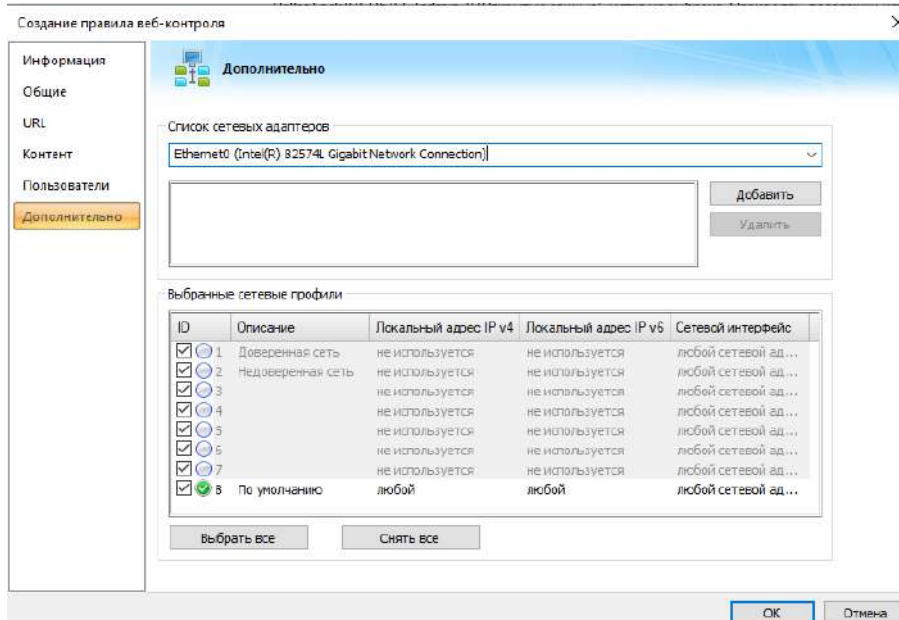 Создание правила веб-контроля
Информация
Общие
URL
Контент
Пользователи
Дополнительно
Дополнительно
Список сетевых адаптеров
Ethernet0 (Intel(R) 82574L Gigabit Network Connection)
Добавить
Удалить
Выбранные сетевые профили
ID Описание Локальный адрес IP v4 Локальный адрес IP v6 Сетевой интерфейс
1 Доверенная сеть не используется не используется любой сетевой ад...
2 Недоверенная сеть не используется не используется любой сетевой ад...
3 не используется не используется любой сетевой ад...
4 не используется не используется любой сетевой ад...
5 не используется не используется любой сетевой ад...
6 не используется не используется любой сетевой ад...
7 не используется не используется любой сетевой ад...
8 По умолчанию любой любой любой сетевой ад...
Выбрать все Снять все
OK Отмена